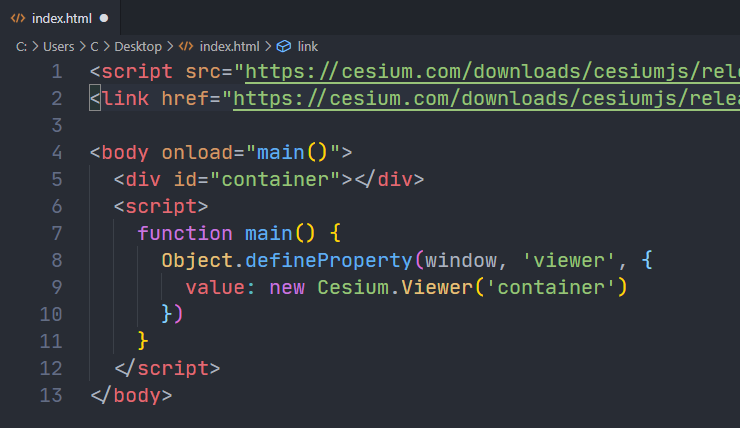 index.html
C: > Users > C > Desktop > index.html > link
1 <script src="https://cesium.com/downloads/cesiumjs/rel
2 <link href="https://cesium.com/downloads/cesiumjs/relea
3
4 <body onload="main()">
5 <div id="container"></div>
6 <script>
7 function main() {
8 Object.defineProperty(window, 'viewer', {
9 value: new Cesium.Viewer('container')
10 })
11 }
12 </script>
13 </body>